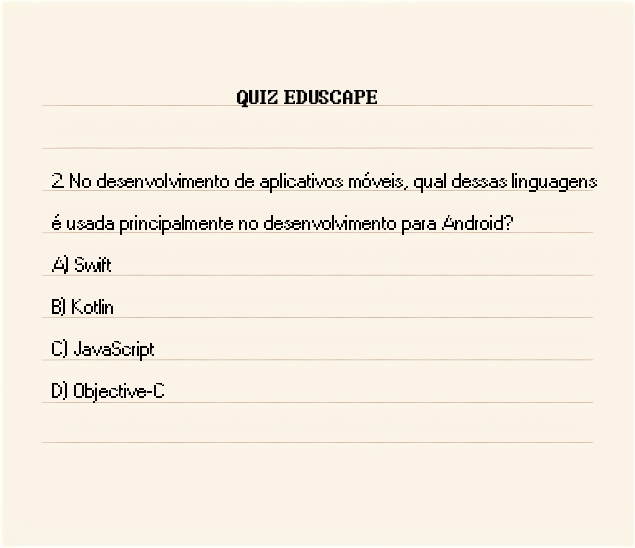 QUIZ EDUSCAPE
2. No desenvolvimento de aplicativos móveis, qual dessas linguagens
é usada principalmente no desenvolvimento para Android?
A) Swift
B) Kotlin
C) JavaScript
D) Objective-C